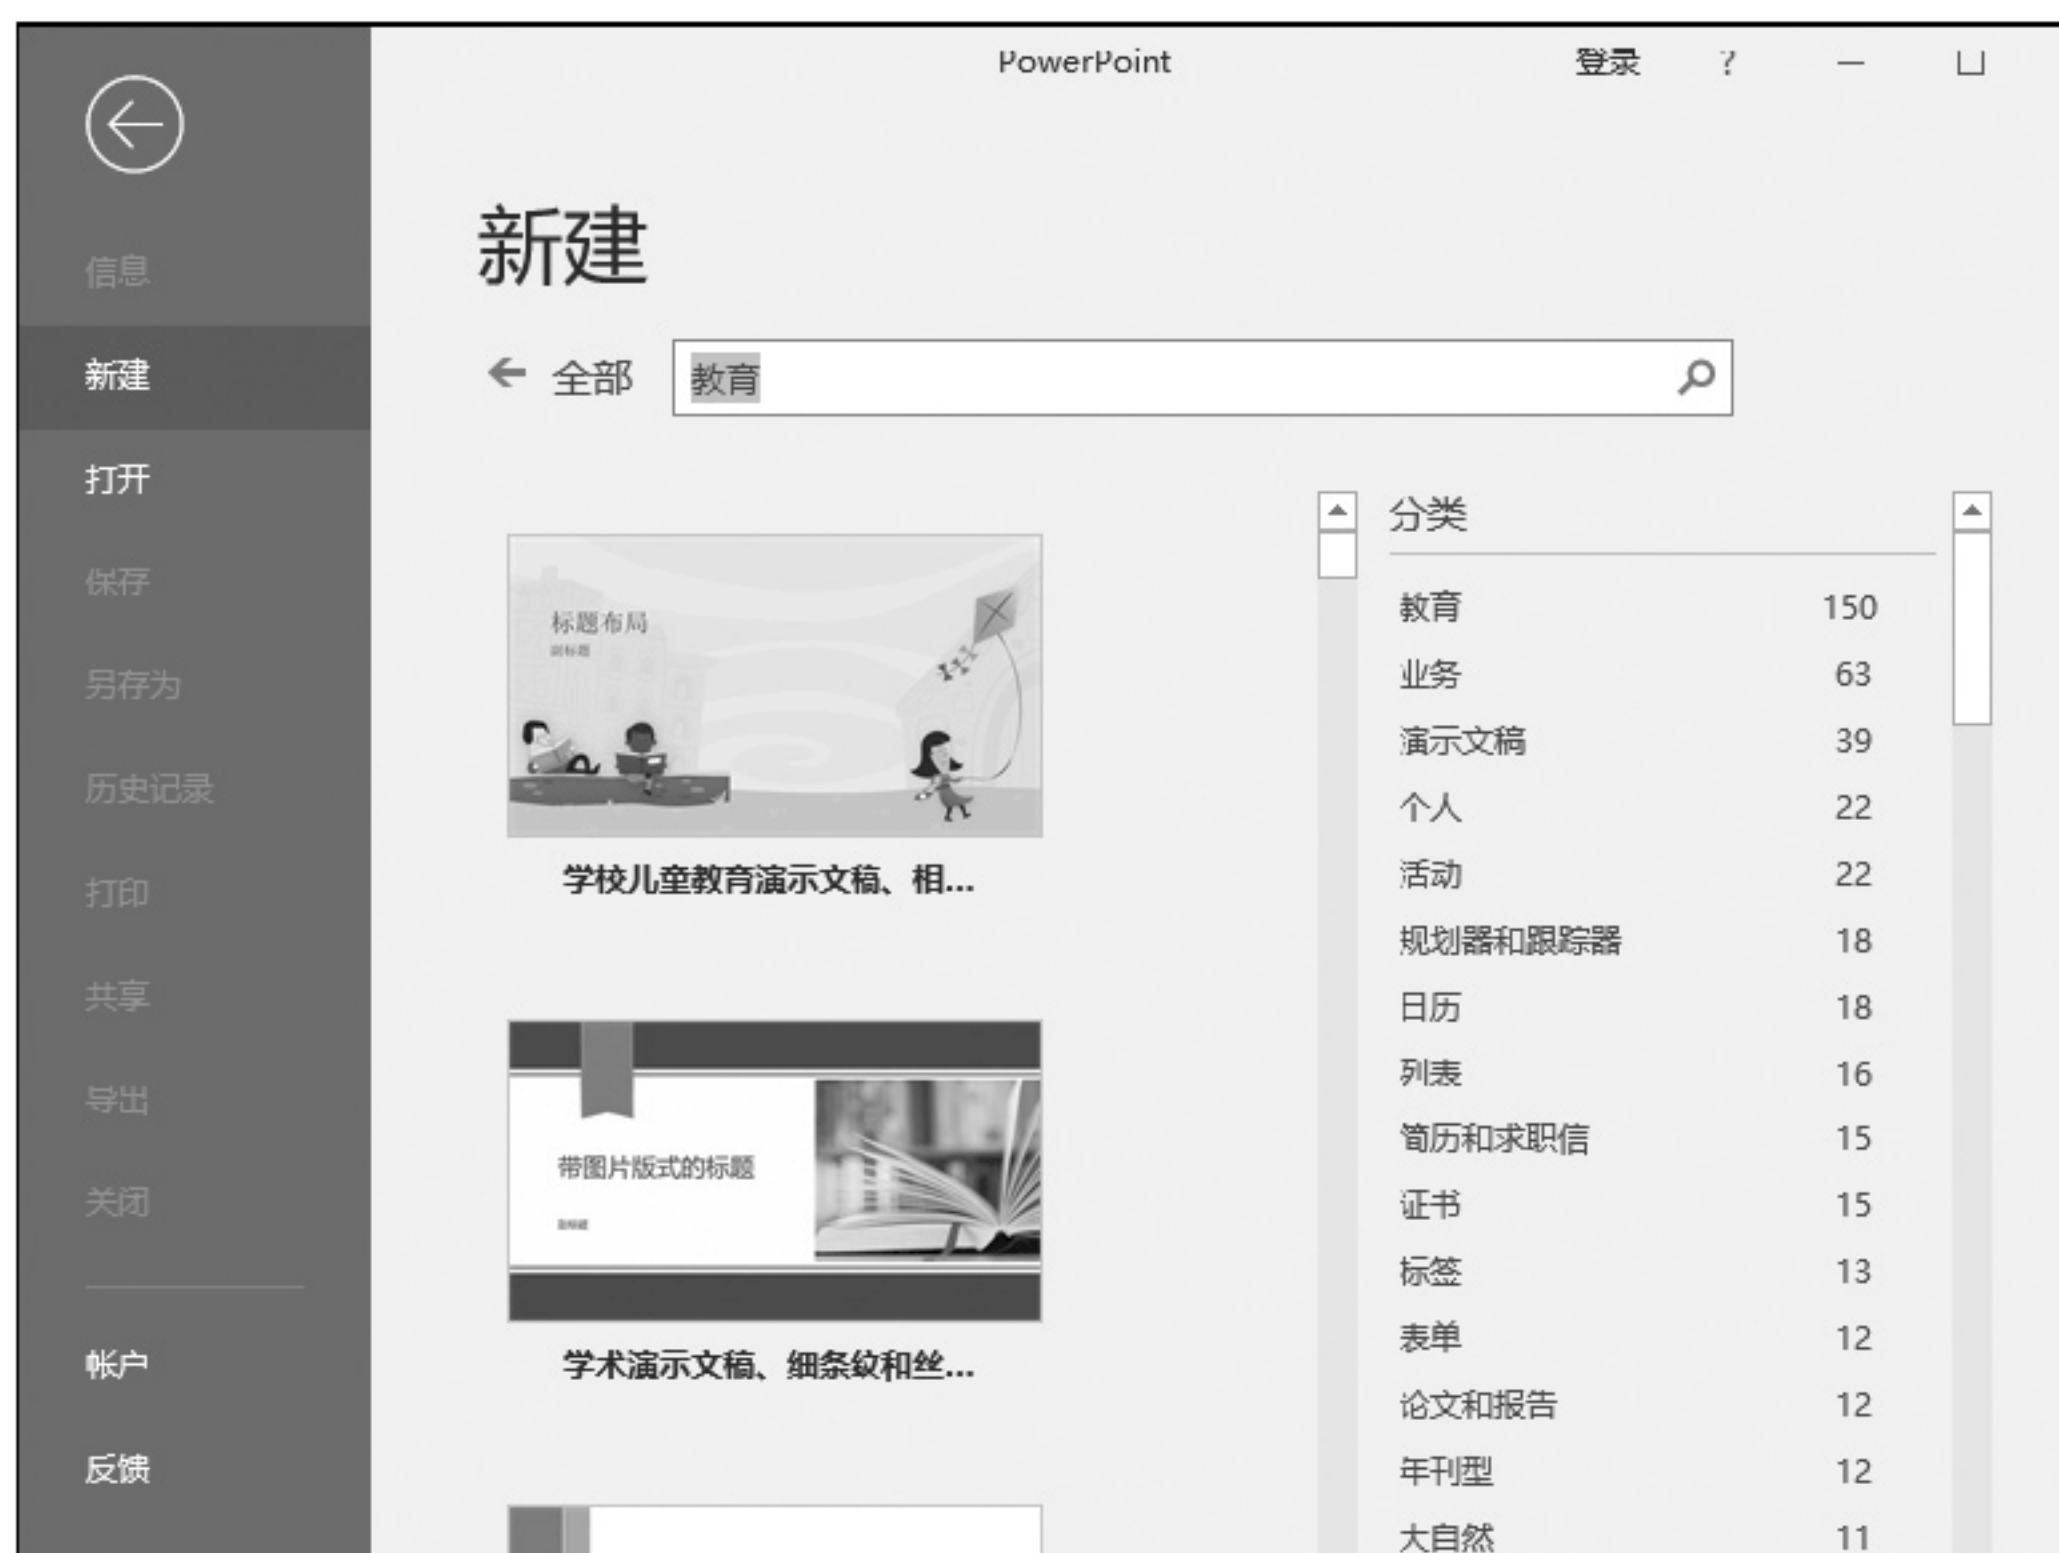 PowerPoint
登录
?
信息
新建
打开
保存
另存为
历史记录
打印
共享
导出
关闭
帐户
反馈
新建
全部
教育
标题布局
副标题
学校儿童教育演示文稿、相...
带图片版式的标题
副标题
学术演示文稿、细条纹和丝...
分类
教育 150
业务 63
演示文稿 39
个人 22
活动 22
规划器和跟踪器 18
日历 18
列表 16
简历和求职信 15
证书 15
标签 13
表单 12
论文和报告 12
年刊型 12
大自然 11